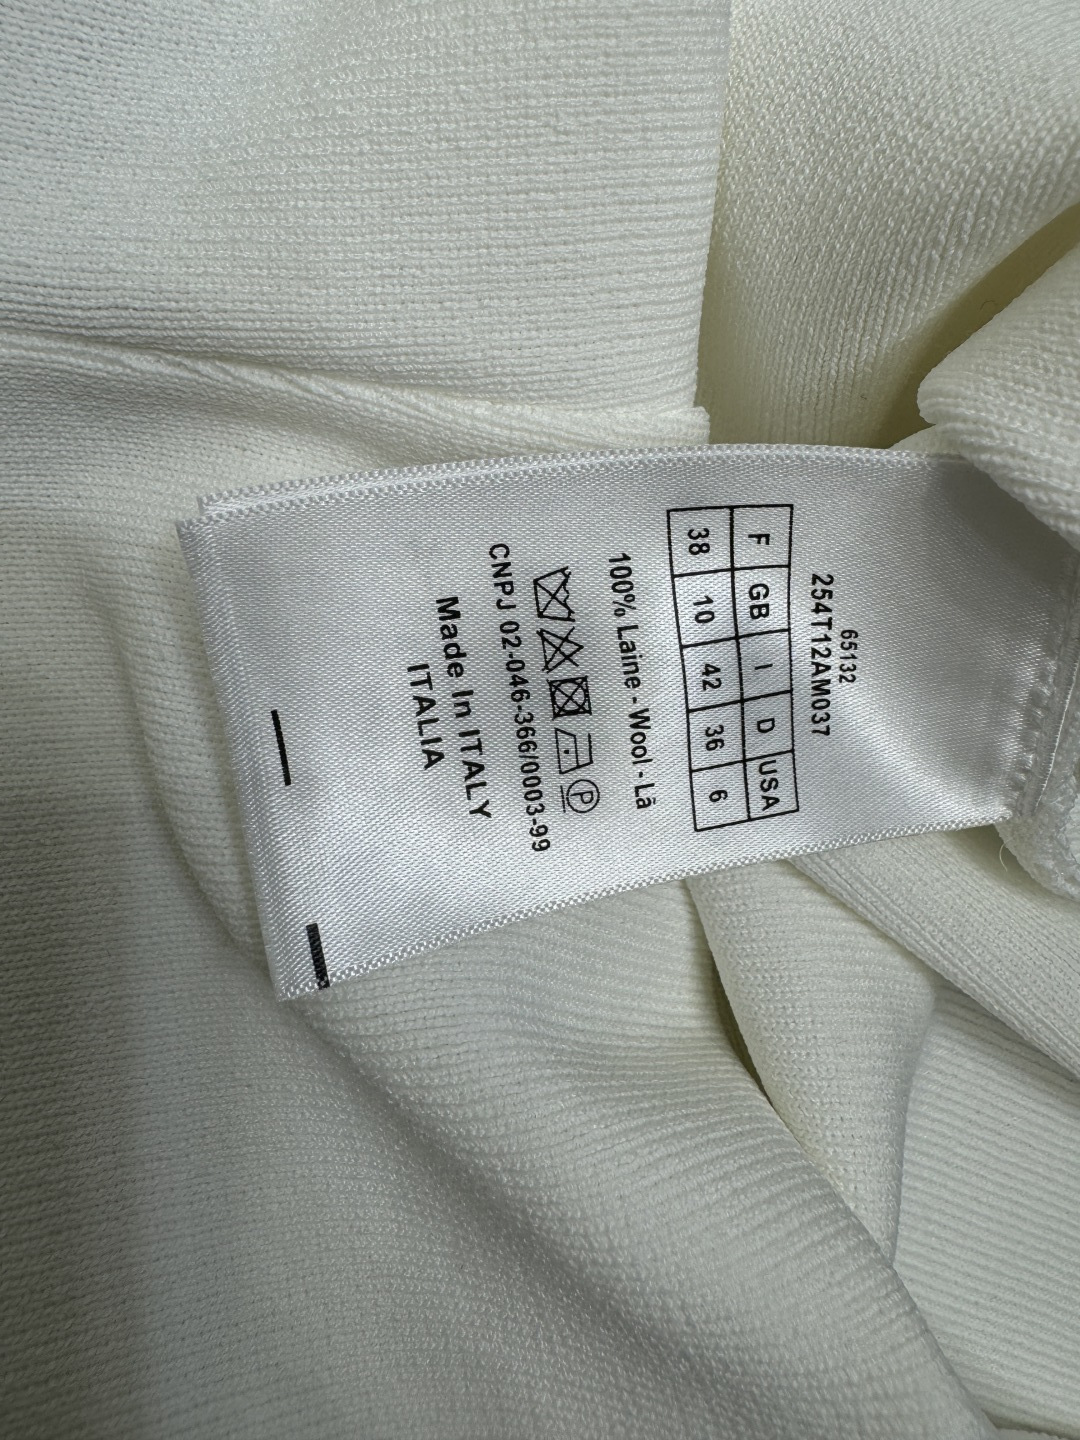 65132
254T12AM037
F GB I D USA
38 10 42 36 6
100% Laine - Wool - Lã
P
CNPJ 02-046-366/0003-99
Made In ITALY
ITALIA